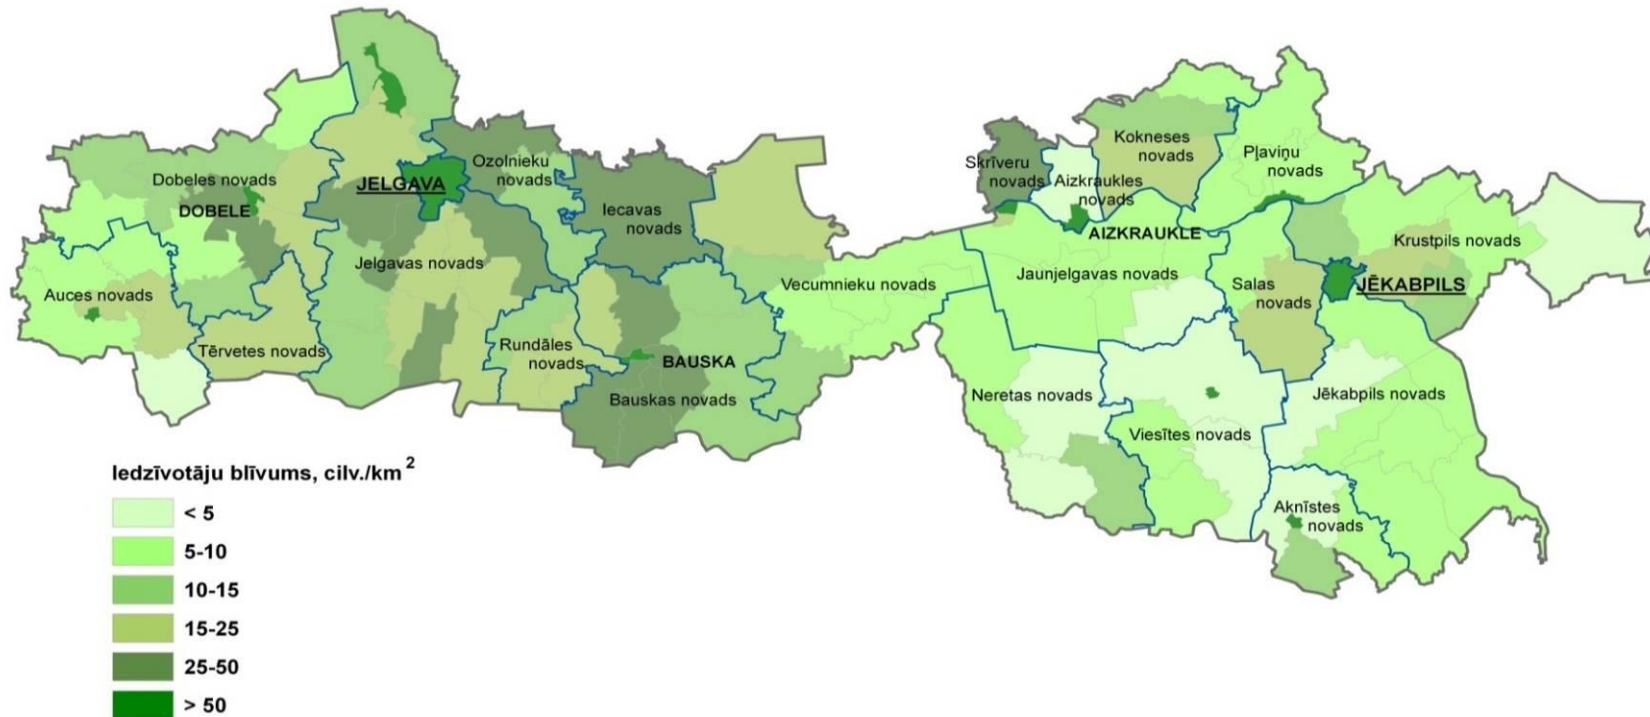 Dobeles novads
DOBELE
JELGAVA
Ozolnieku
novads
Iecavas
novads
Jelgavas novads
Auces novads
Tērvetes novads
Rundāles
novads
BAUSKA
Bauskas novads
Vecumnieku novads
Skrīveru
novads
Aizkraukles
novads
Kokneses
novads
Pļaviņu
novads
AIZKRAUKLE
Jaunjelgavas novads
Salas
novads
Krustpils novads
JĒKABPILS
Neretas novads
Viesītes novads
Jēkabpils novads
Aknīstes
novads
Iedzīvotāju blīvums, cilv./km²
< 5
5-10
10-15
15-25
25-50
> 50